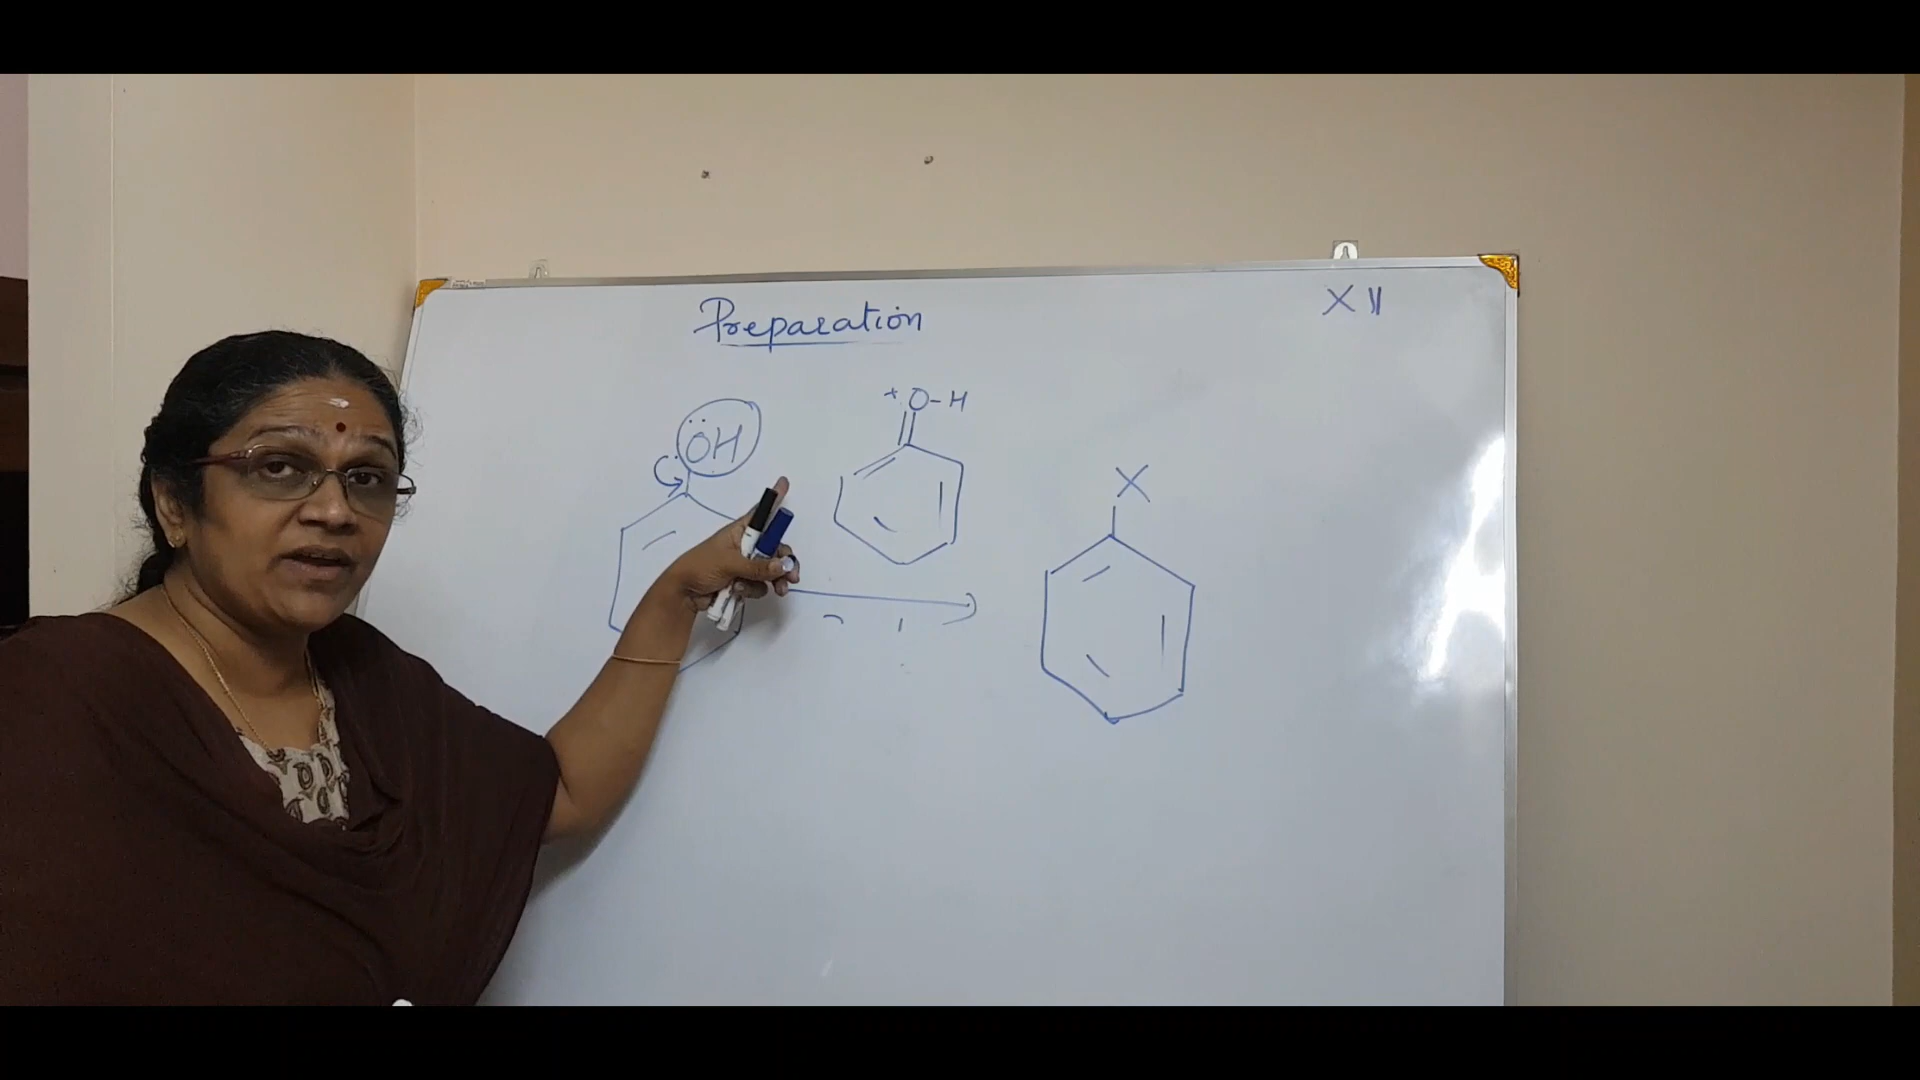 Preparation
XII
ÖH
+O-H
X